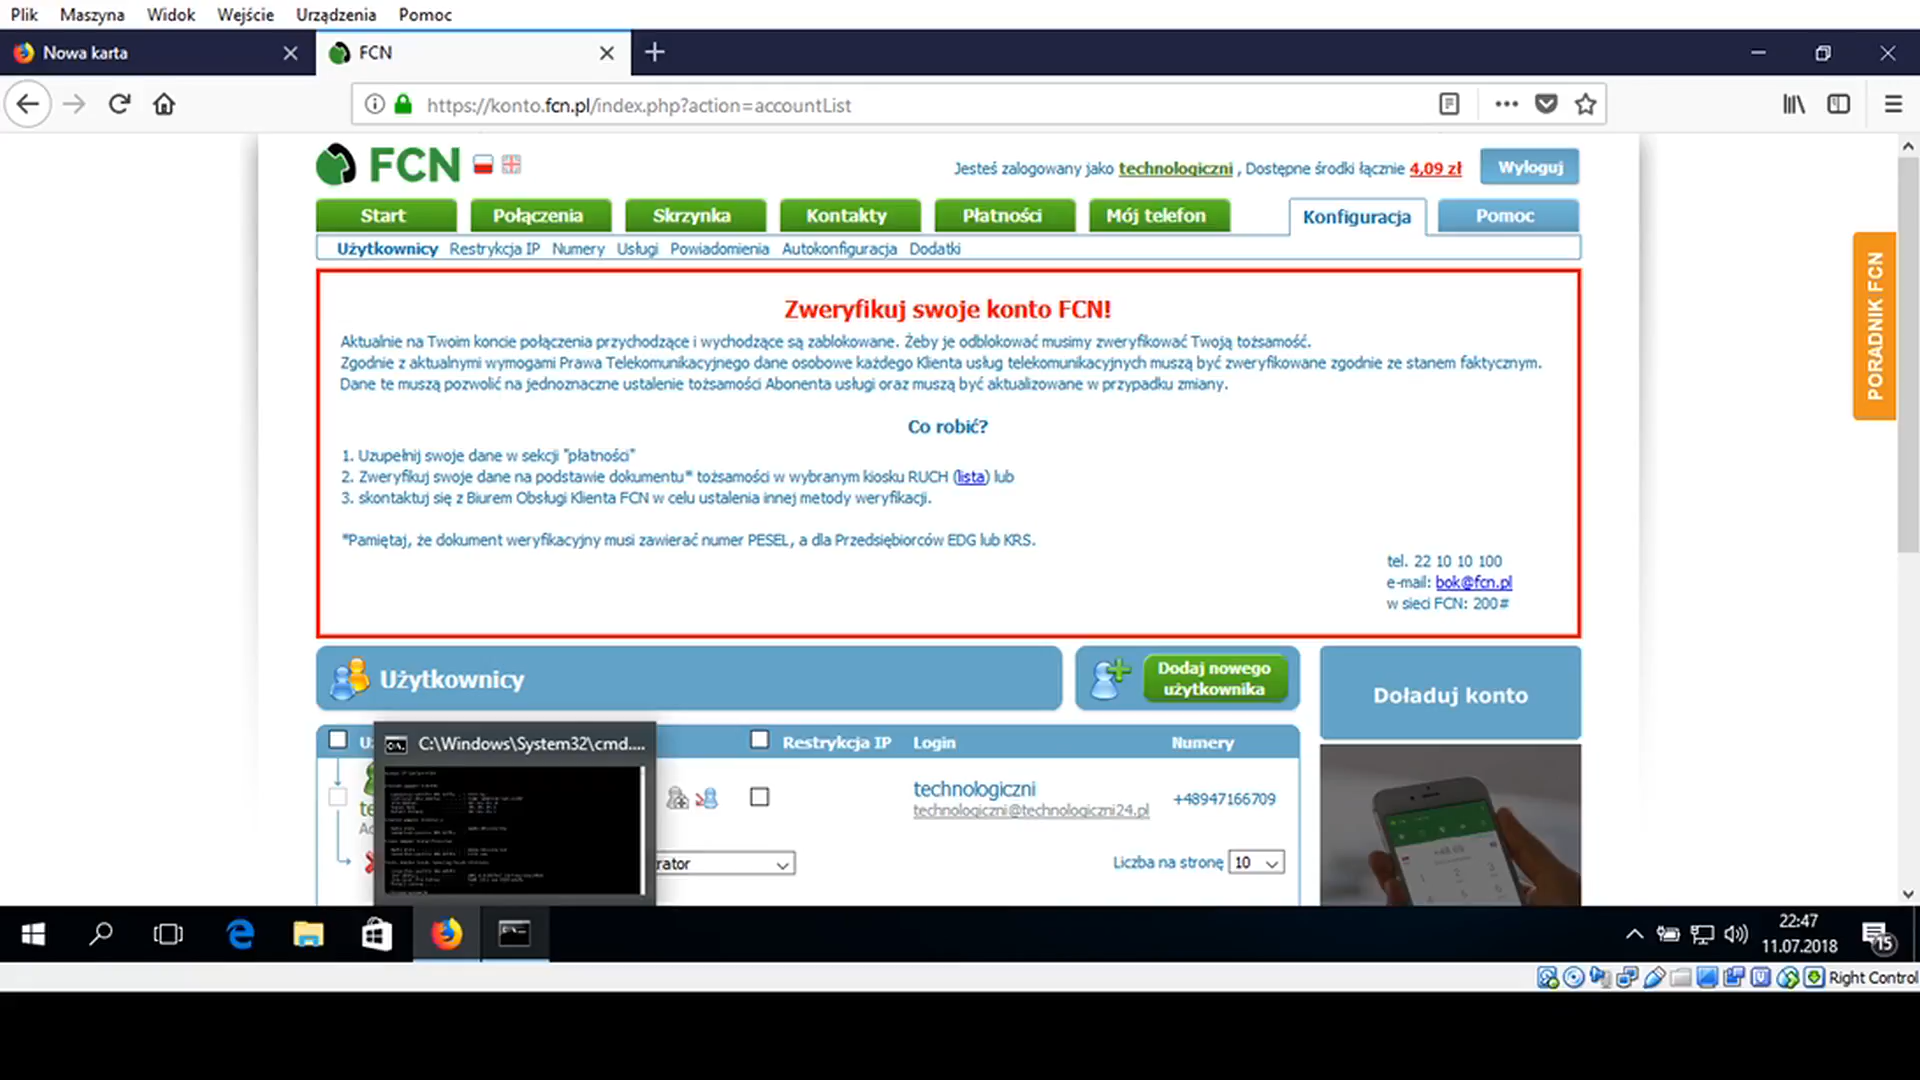 Plik Maszyna Widok Wejście Urządzenia Pomoc
Nowa karta
FCN
https://konto.fcn.pl/index.php?action=accountList
FCN
Jesteś zalogowany jako technologiczni , Dostępne środki łącznie 4,09 zł
Wyloguj
Start
Połączenia
Skrzynka
Kontakty
Płatności
Mój telefon
Konfiguracja
Pomoc
Użytkownicy Restrykcja IP Numery Usługi Powiadomienia Autokonfiguracja Dodatki
PORADNIK FCN
Zweryfikuj swoje konto FCN!
Aktualnie na Twoim koncie połączenia przychodzące i wychodzące są zablokowane. Żeby je odblokować musimy zweryfikować Twoją tożsamość.
Zgodnie z aktualnymi wymogami Prawa Telekomunikacyjnego dane osobowe każdego Klienta usług telekomunikacyjnych muszą być zweryfikowane zgodnie ze stanem faktycznym.
Dane te muszą pozwolić na jednoznaczne ustalenie tożsamości Abonenta usługi oraz muszą być aktualizowane w przypadku zmiany.
Co robić?
1. Uzupełnij swoje dane w sekcji "płatności"
2. Zweryfikuj swoje dane na podstawie dokumentu* tożsamości w wybranym kiosku RUCH (lista) lub
3. skontaktuj się z Biurem Obsługi Klienta FCN w celu ustalenia innej metody weryfikacji.
*Pamiętaj, że dokument weryfikacyjny musi zawierać numer PESEL, a dla Przedsiębiorców EDG lub KRS.
tel. 22 10 10 100
e-mail: bok@fcn.pl
w sieci FCN: 200#
Użytkownicy
Dodaj nowego
użytkownika
Doładuj konto
C:\Windows\System32\cmd....
Restrykcja IP
Login
Numery
technologiczni
technologiczni@technologiczni24.pl
+48947166709
rator
Liczba na stronę 10
22:47
11.07.2018
15
Right Control